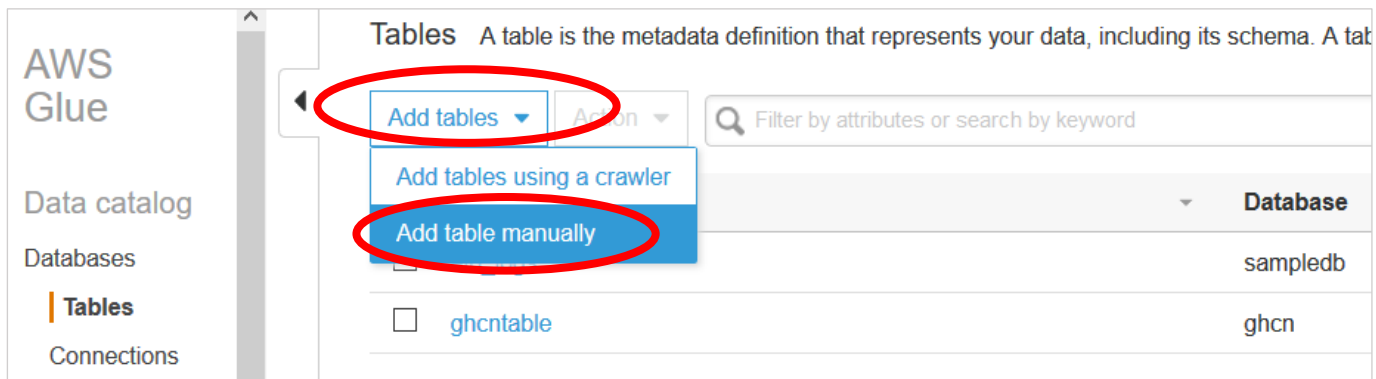 AWS
Glue
Data catalog
Databases
Tables
Connections
Tables A table is the metadata definition that represents your data, including its schema. A tab
Add tables Action Filter by attributes or search by keyword
Add tables using a crawler
Add table manually
Database
sampledb
ghcntable ghcn